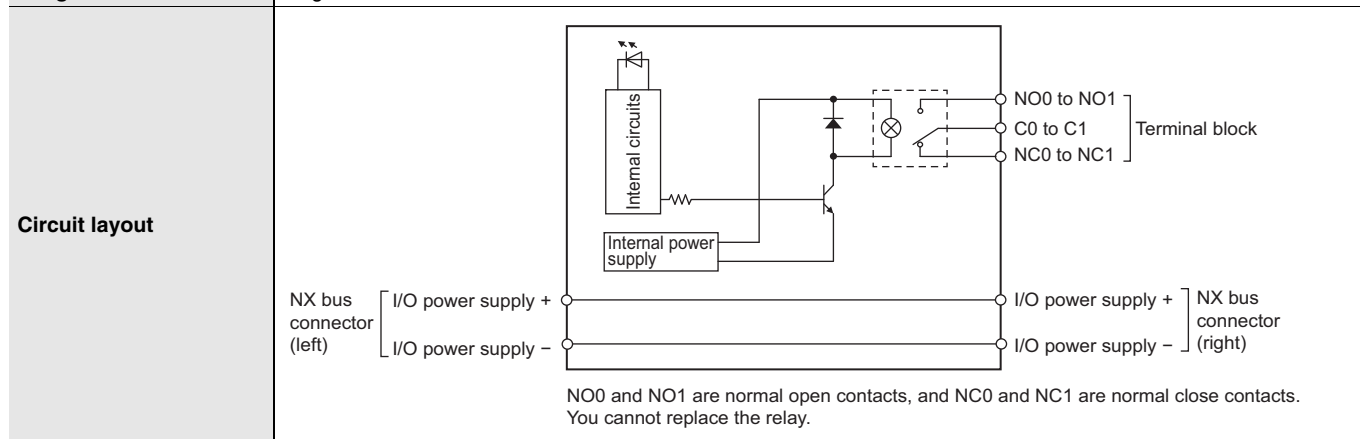 Circuit layout
Internal circuits
Internal power
supply
NO0 to NO1
C0 to C1
NC0 to NC1
Terminal block
NX bus
connector
(left)
I/O power supply +
I/O power supply −
I/O power supply +
I/O power supply −
NX bus
connector
(right)
NO0 and NO1 are normal open contacts, and NC0 and NC1 are normal close contacts.
You cannot replace the relay.